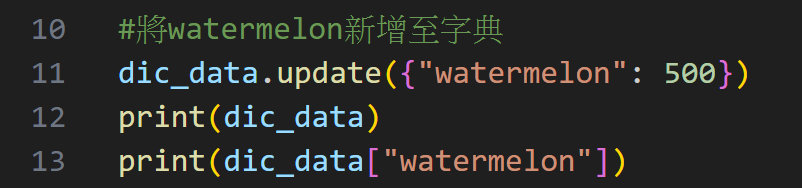 10 #將watermelon新增至字典
11 dic_data.update({"watermelon": 500})
12 print(dic_data)
13 print(dic_data["watermelon"])